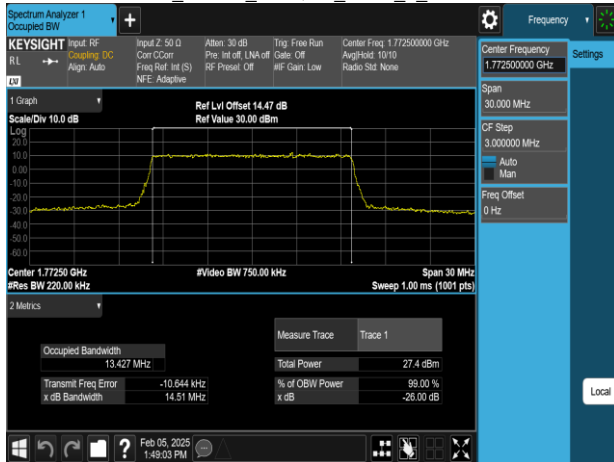 Spectrum Analyzer 1
Occupied BW
Frequency
KEYSIGHT
RL
LXI
Input: RF
Coupling: DC
Align: Auto
Input Z: 50 Ω
Corr CCorr
Freq Ref: Int (S)
NFE: Adaptive
Atten: 30 dB
Pre: Int off, LNA off
RF Preset: Off
Trig: Free Run
Gate: Off
#IF Gain: Low
Center Freq: 1.772500000 GHz
Avg|Hold: 10/10
Radio Std: None
1 Graph
Scale/Div 10.0 dB
Ref Lvl Offset 14.47 dB
Ref Value 30.00 dBm
Log
20.0
10.0
0.00
-10.0
-20.0
-30.0
-40.0
-50.0
-60.0
Center 1.77250 GHz
#Video BW 750.00 kHz
Span 30 MHz
#Res BW 220.00 kHz
Sweep 1.00 ms (1001 pts)
2 Metrics
Measure Trace Trace 1
Occupied Bandwidth
13.427 MHz
Total Power 27.4 dBm
Transmit Freq Error -10.644 kHz
% of OBW Power 99.00 %
x dB Bandwidth 14.51 MHz
x dB -26.00 dB
Center Frequency
1.772500000 GHz
Settings
Span
30.000 MHz
CF Step
3.000000 MHz
Auto
Man
Freq Offset
0 Hz
Local
Feb 05, 2025
1:49:03 PM